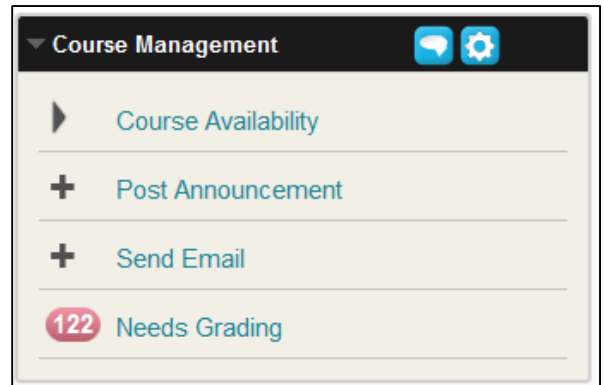 Course Management
Course Availability
Post Announcement
Send Email
122 Needs Grading